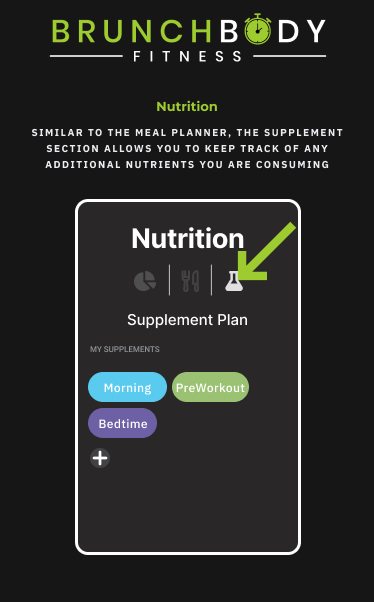 BRUNCHBODY
FITNESS
Nutrition
SIMILAR TO THE MEAL PLANNER, THE SUPPLEMENT
SECTION ALLOWS YOU TO KEEP TRACK OF ANY
ADDITIONAL NUTRIENTS YOU ARE CONSUMING
Nutrition
Supplement Plan
MY SUPPLEMENTS
Morning PreWorkout
Bedtime